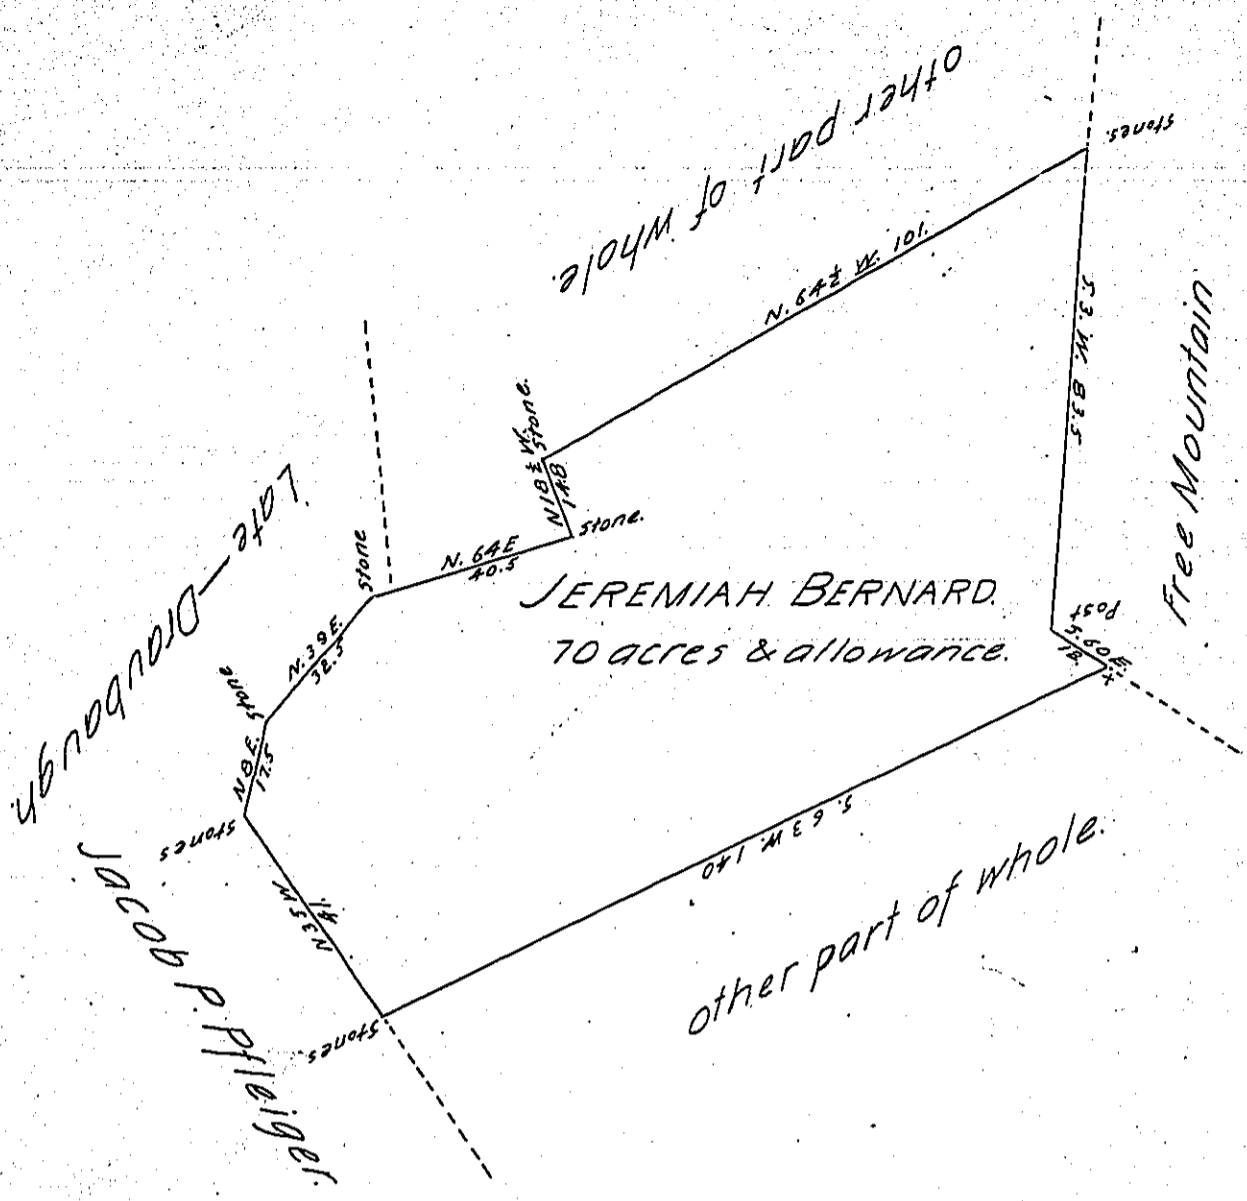 other part of whole.
stones.
N. 64½ W. 101.
S. 3. W. 83.5
Free Mountain
Stone.
N 18½ W.
14.8
stone.
N. 64 E
40.5
stone
Late Draubaugh.
N. 39 E.
32.5
Stone
N 8 E.
17.5
stones
JEREMIAH BERNARD.
70 acres & allowance.
Post
S. 60 E.
18.
x
S. 63 W. 140
N 35 W
41.
Jacob P. Pfleiger.
stones
other part of whole.